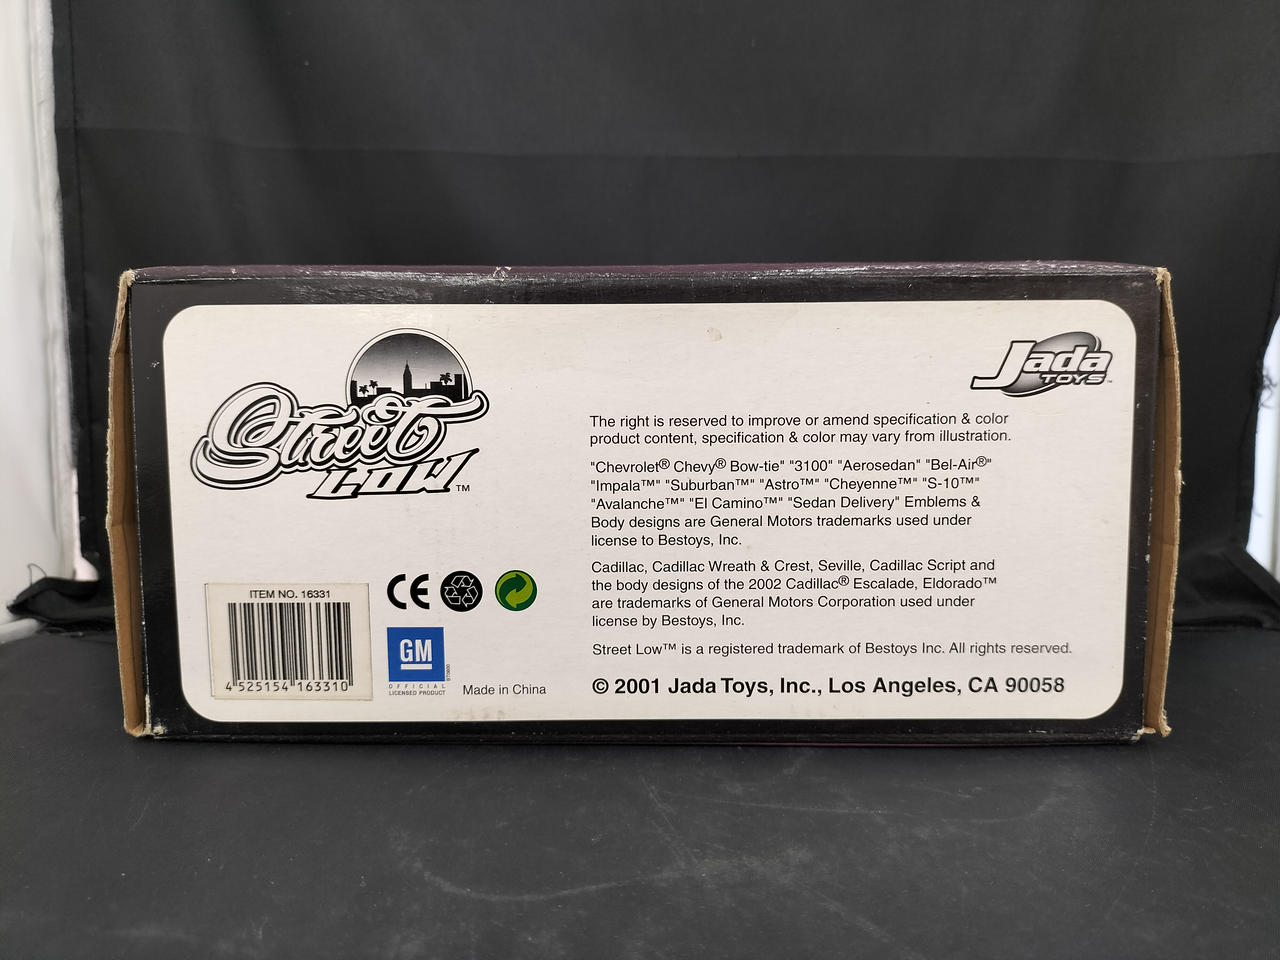 Street
LOW™
Jada
TOYS™
The right is reserved to improve or amend specification & color
product content, specification & color may vary from illustration.
"Chevrolet® Chevy® Bow-tie" "3100" "Aerosedan" "Bel-Air®"
"Impala™" "Suburban™" "Astro™" "Cheyenne™" "S-10™"
"Avalanche™" "El Camino™" "Sedan Delivery" Emblems &
Body designs are General Motors trademarks used under
license to Bestoys, Inc.
Cadillac, Cadillac Wreath & Crest, Seville, Cadillac Script and
the body designs of the 2002 Cadillac® Escalade, Eldorado™
are trademarks of General Motors Corporation used under
license by Bestoys, Inc.
Street Low™ is a registered trademark of Bestoys Inc. All rights reserved.
© 2001 Jada Toys, Inc., Los Angeles, CA 90058
ITEM NO. 16331
4 525154 163310
CE
GM
OFFICIAL
LICENSED PRODUCT
Made in China